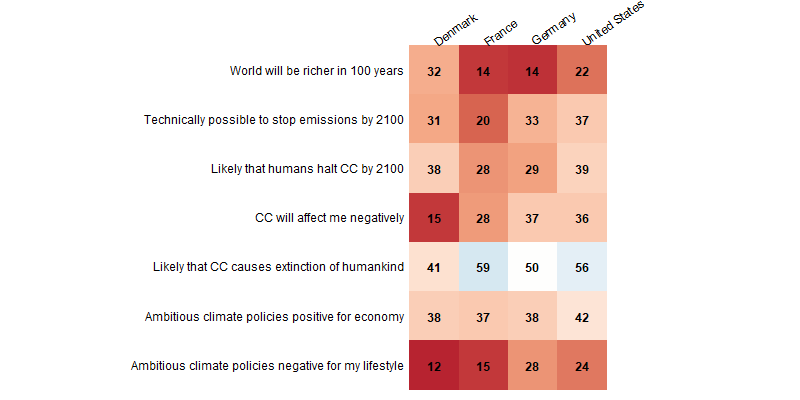 Denmark France Germany United States
World will be richer in 100 years 32 14 14 22
Technically possible to stop emissions by 2100 31 20 33 37
Likely that humans halt CC by 2100 38 28 29 39
CC will affect me negatively 15 28 37 36
Likely that CC causes extinction of humankind 41 59 50 56
Ambitious climate policies positive for economy 38 37 38 42
Ambitious climate policies negative for my lifestyle 12 15 28 24